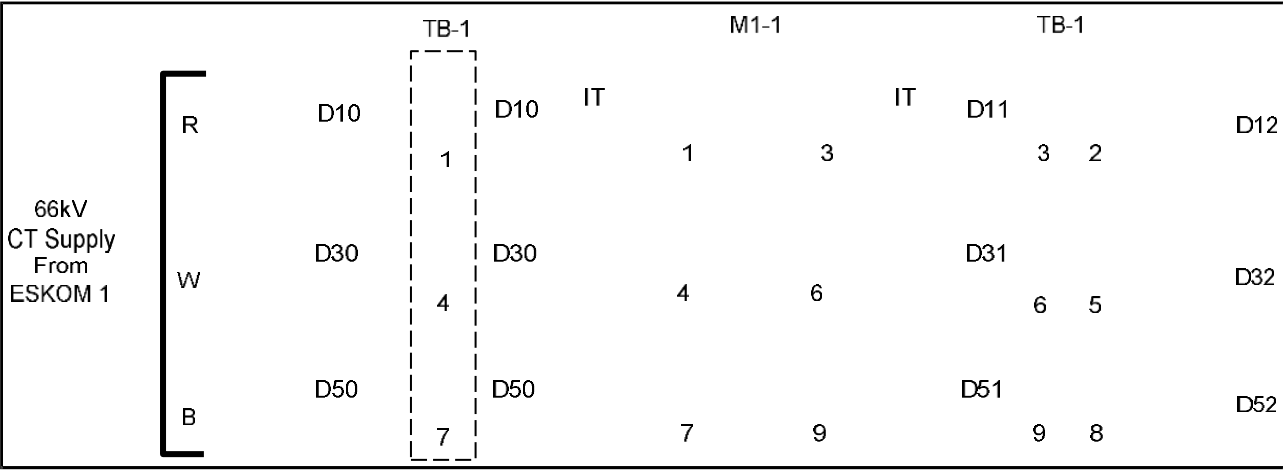 TB-1 M1-1 TB-1
IT IT
D10 D10 D11
R D12
1 1 3 3 2
66kV
CT Supply
From
ESKOM 1
D30 D30 D31
W D32
4 4 6 6 5
D50 D50 D51
B D52
7 7 9 9 8